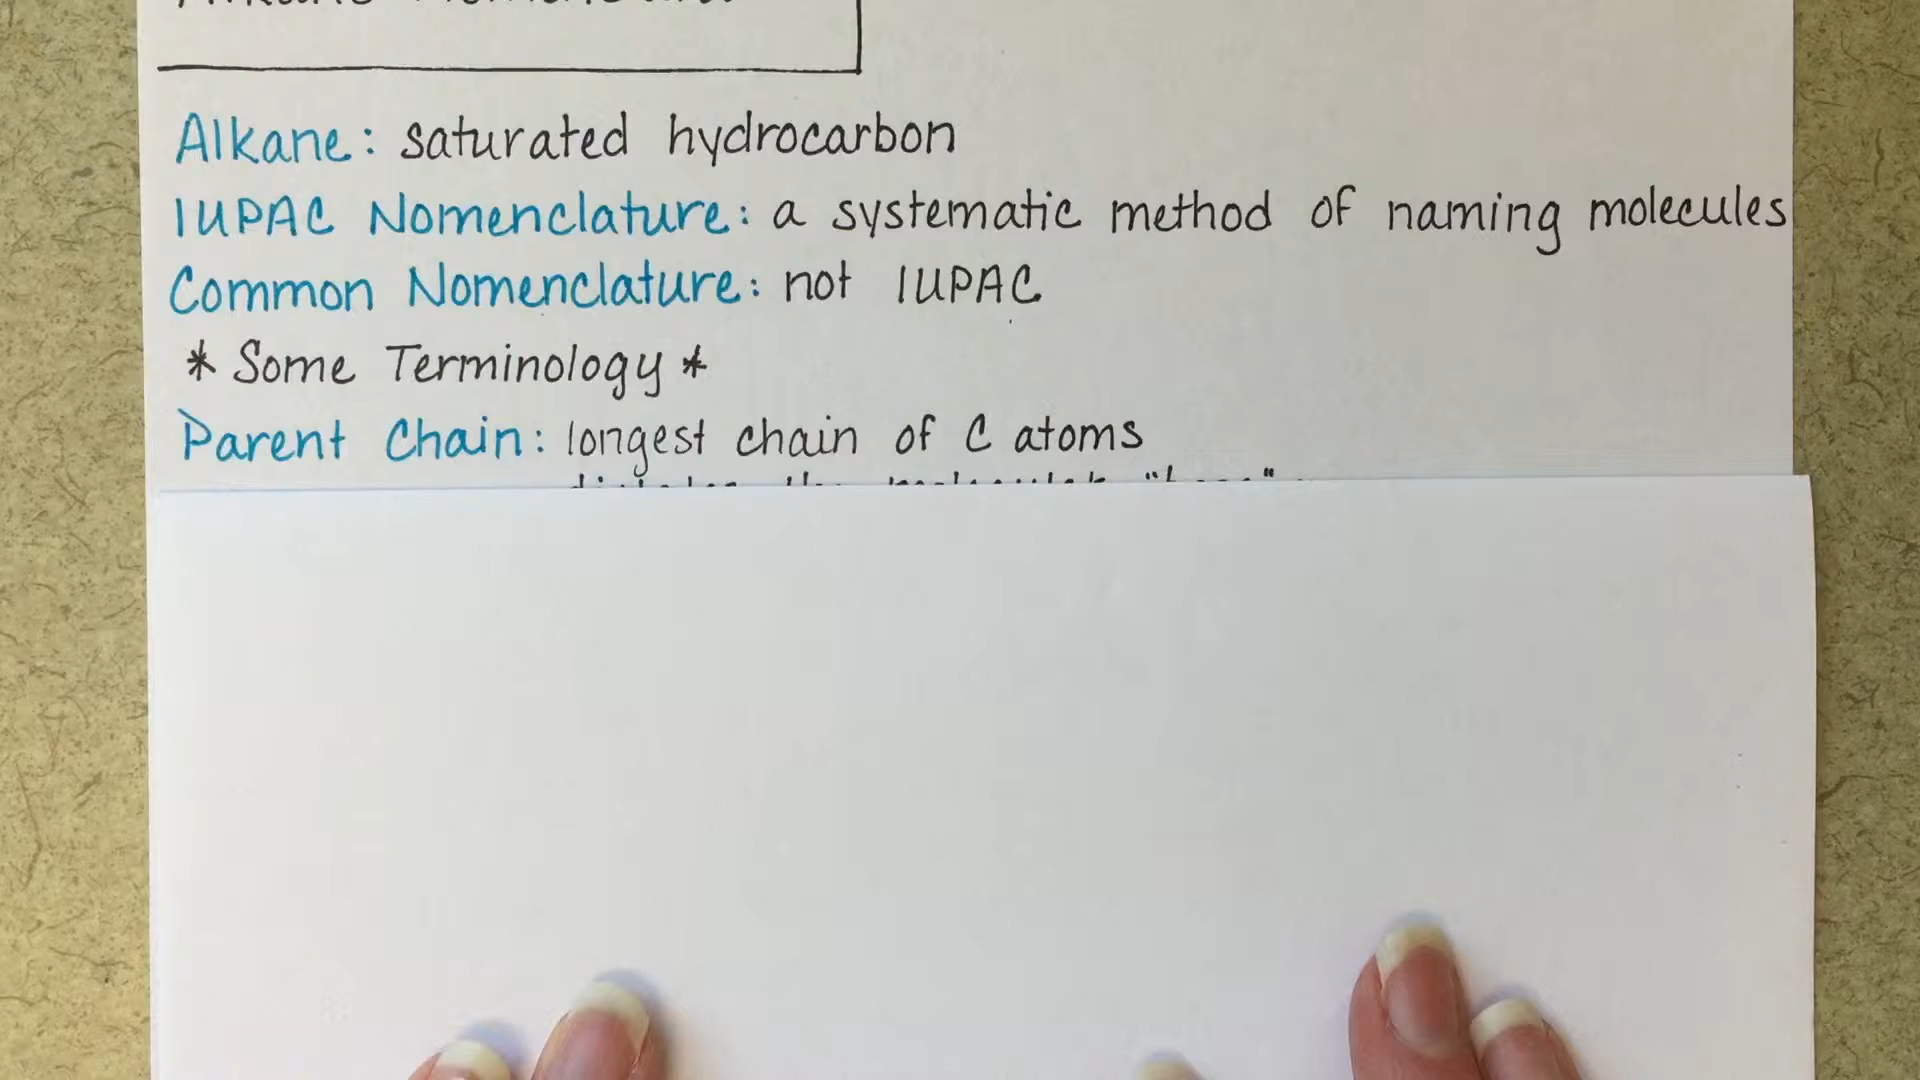 Alkane: saturated hydrocarbon
IUPAC Nomenclature: a systematic method of naming molecules
Common Nomenclature: not IUPAC
* Some Terminology *
Parent Chain: longest chain of C atoms